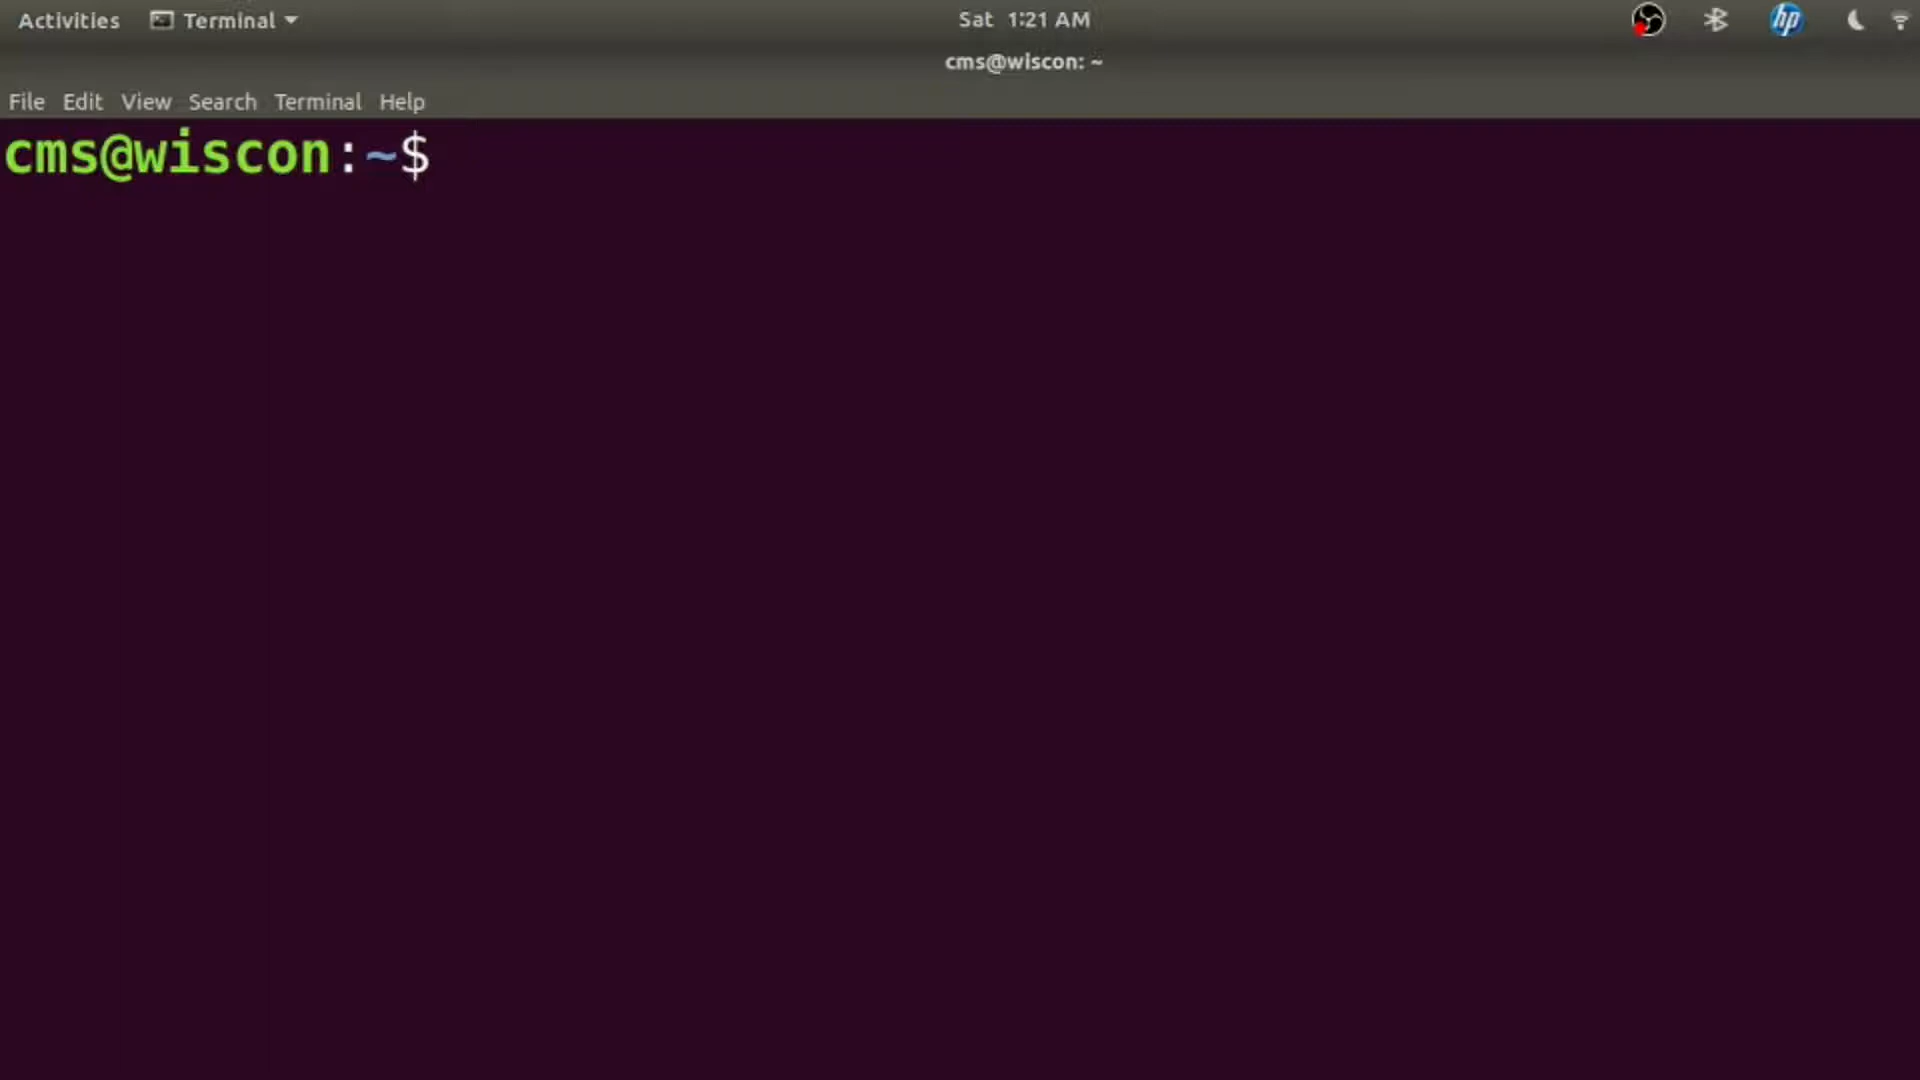 Activities Terminal Sat 1:21 AM hp
cms@wiscon: ~
File Edit View Search Terminal Help
cms@wiscon:~$